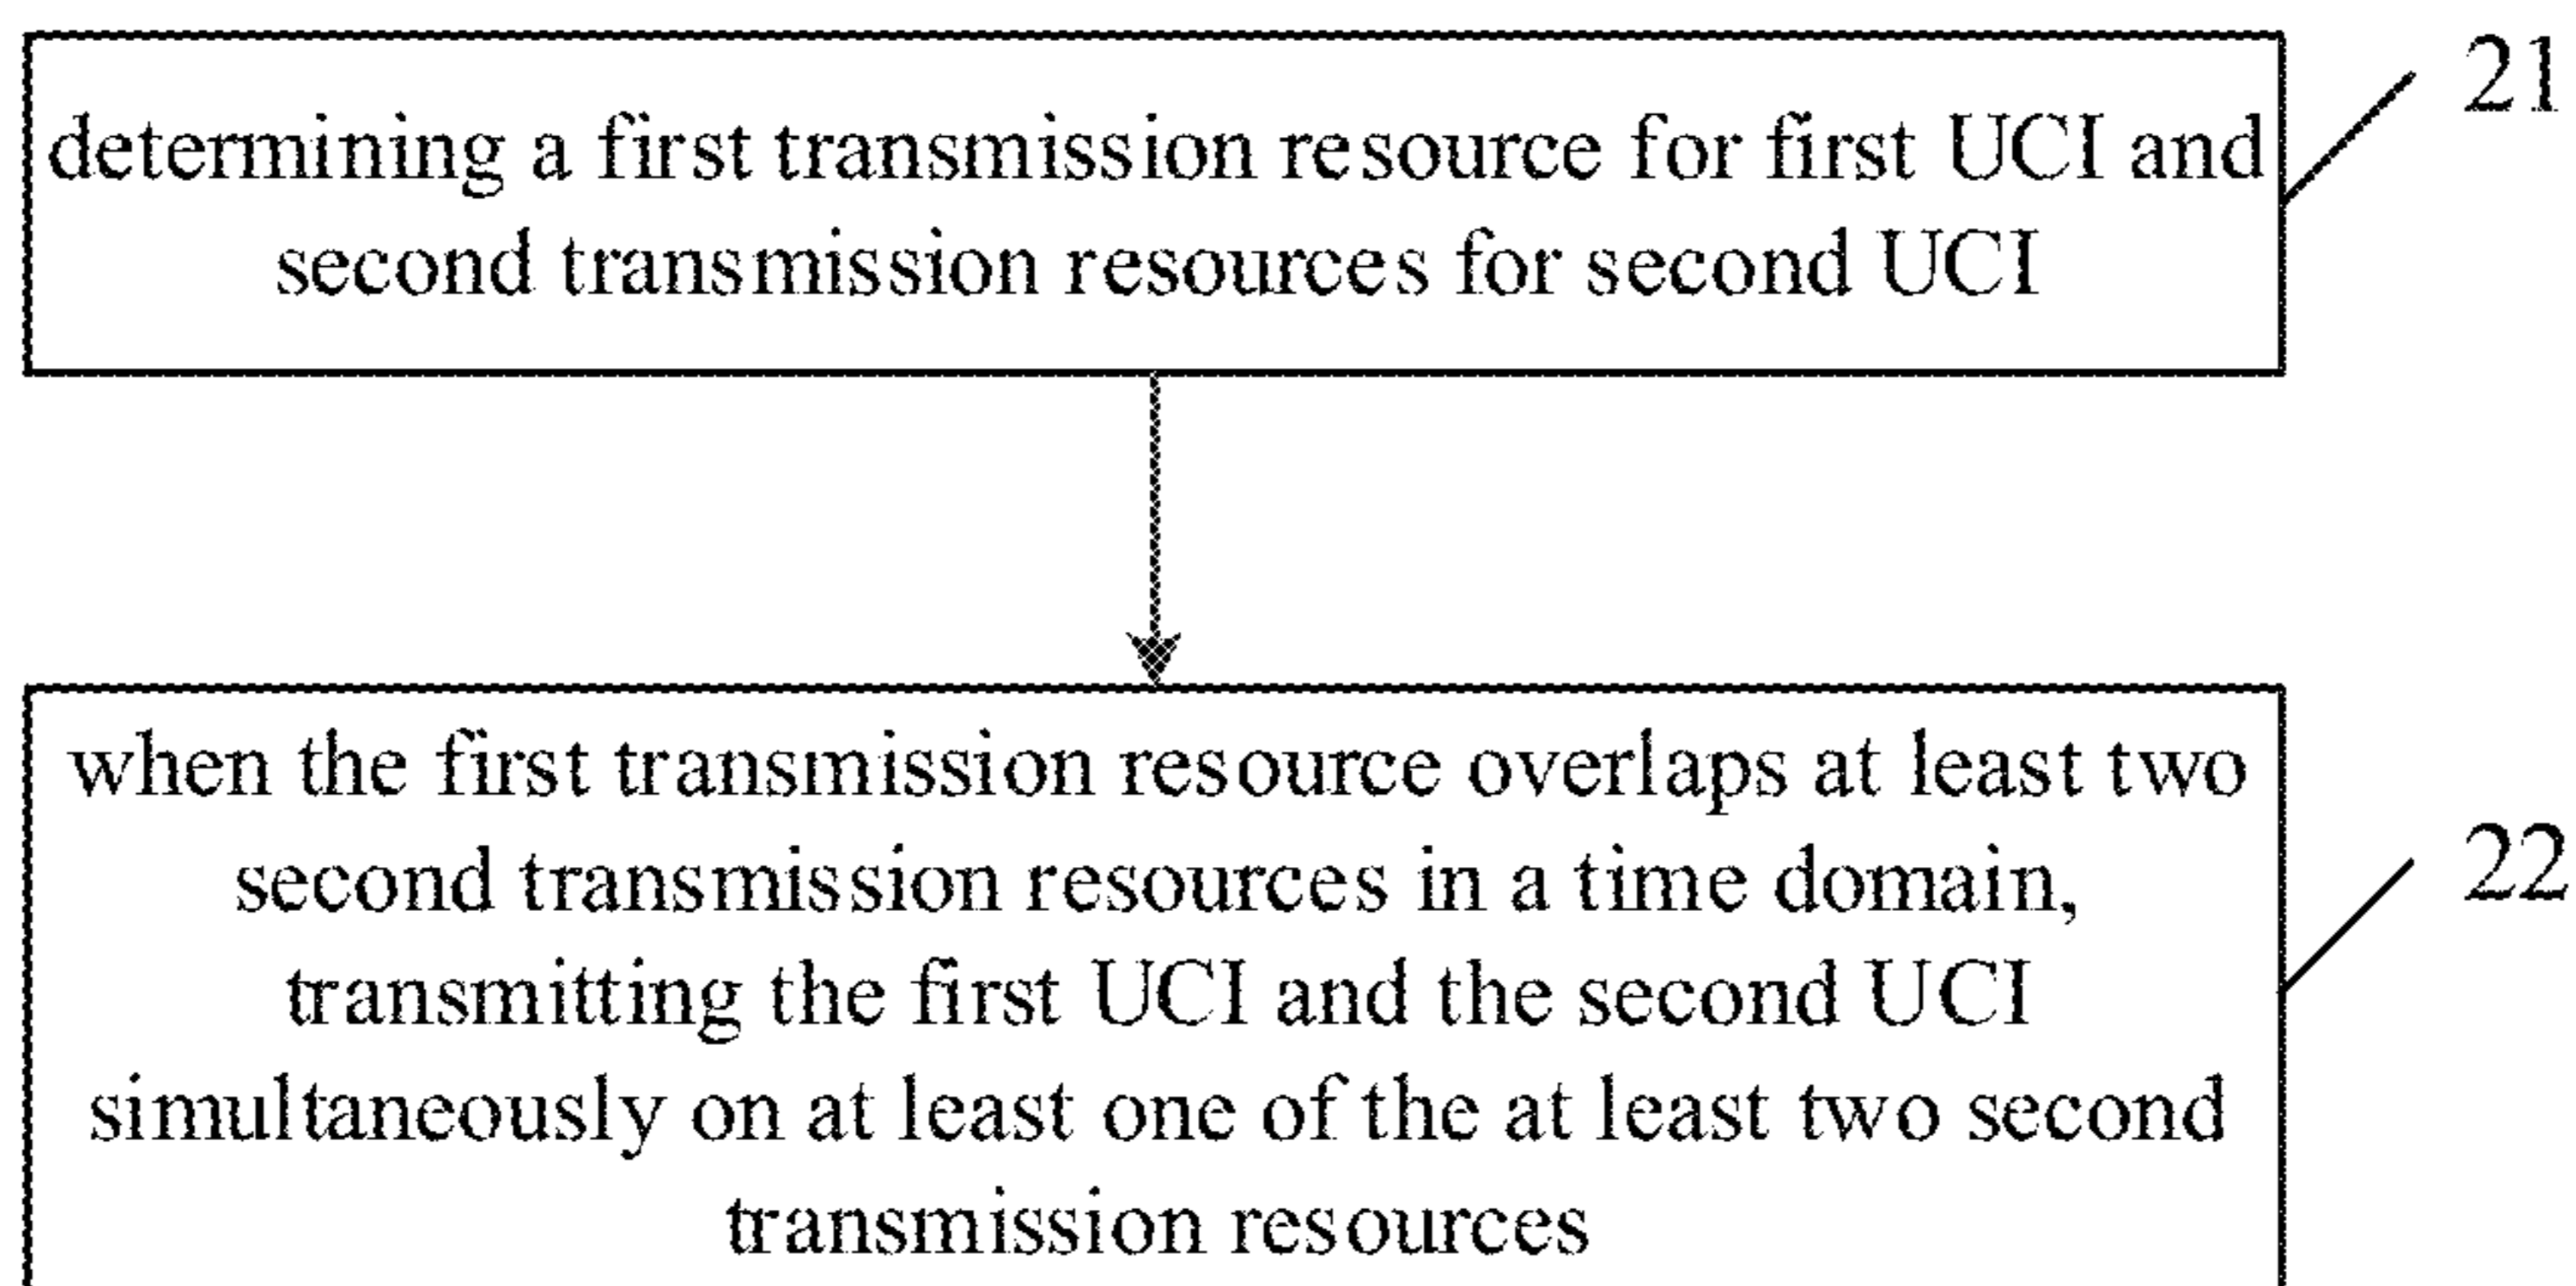 21
determining a first transmission resource for first UCI and
second transmission resources for second UCI
when the first transmission resource overlaps at least two
second transmission resources in a time domain,
22
transmitting the first UCI and the second UCI
simultaneously on at least one of the at least two second
transmission resources